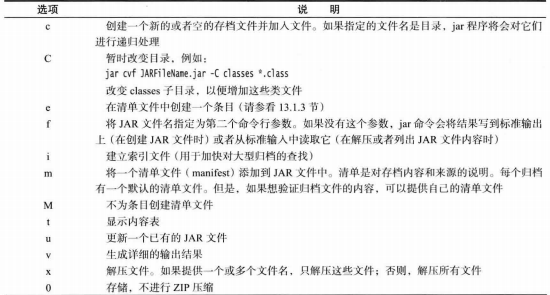 选项 说 明
c 创建一个新的或者空的存档文件并加入文件。如果指定的文件名是目录，jar 程序将会对它们
进行递归处理
C 暂时改变目录，例如：
jar cvf JARFileName.jar -C classes *.class
改变 classes 子目录，以便增加这些类文件
e 在清单文件中创建一个条目（请参看 13.1.3 节）
f 将 JAR 文件名指定为第二个命令行参数。如果没有这个参数，jar 命令会将结果写到标准输出
上（在创建 JAR 文件时）或者从标准输入中读取它（在解压或者列出 JAR 文件内容时）
i 建立索引文件（用于加快对大型归档的查找）
m 将一个清单文件（manifest）添加到 JAR 文件中。清单是对存档内容和来源的说明。每个归档
有一个默认的清单文件。但是，如果想验证归档文件的内容，可以提供自己的清单文件
M 不为条目创建清单文件
t 显示内容表
u 更新一个已有的 JAR 文件
v 生成详细的输出结果
x 解压文件。如果提供一个或多个文件名，只解压这些文件；否则，解压所有文件
0 存储，不进行 ZIP 压缩